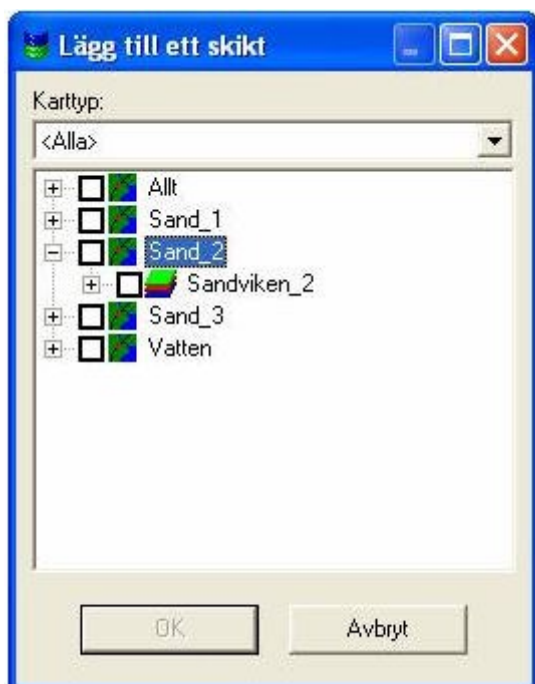 Lägg till ett skikt
Karttyp:
<Alla>
Allt
Sand_1
Sand_2
Sandviken_2
Sand_3
Vatten
OK
Avbryt